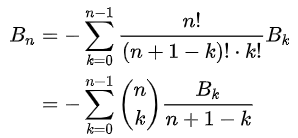 B_n = -\sum_{k=0}^{n-1} \frac{n!}{(n+1-k)! \cdot k!} B_k
= -\sum_{k=0}^{n-1} \binom{n}{k} \frac{B_k}{n+1-k}